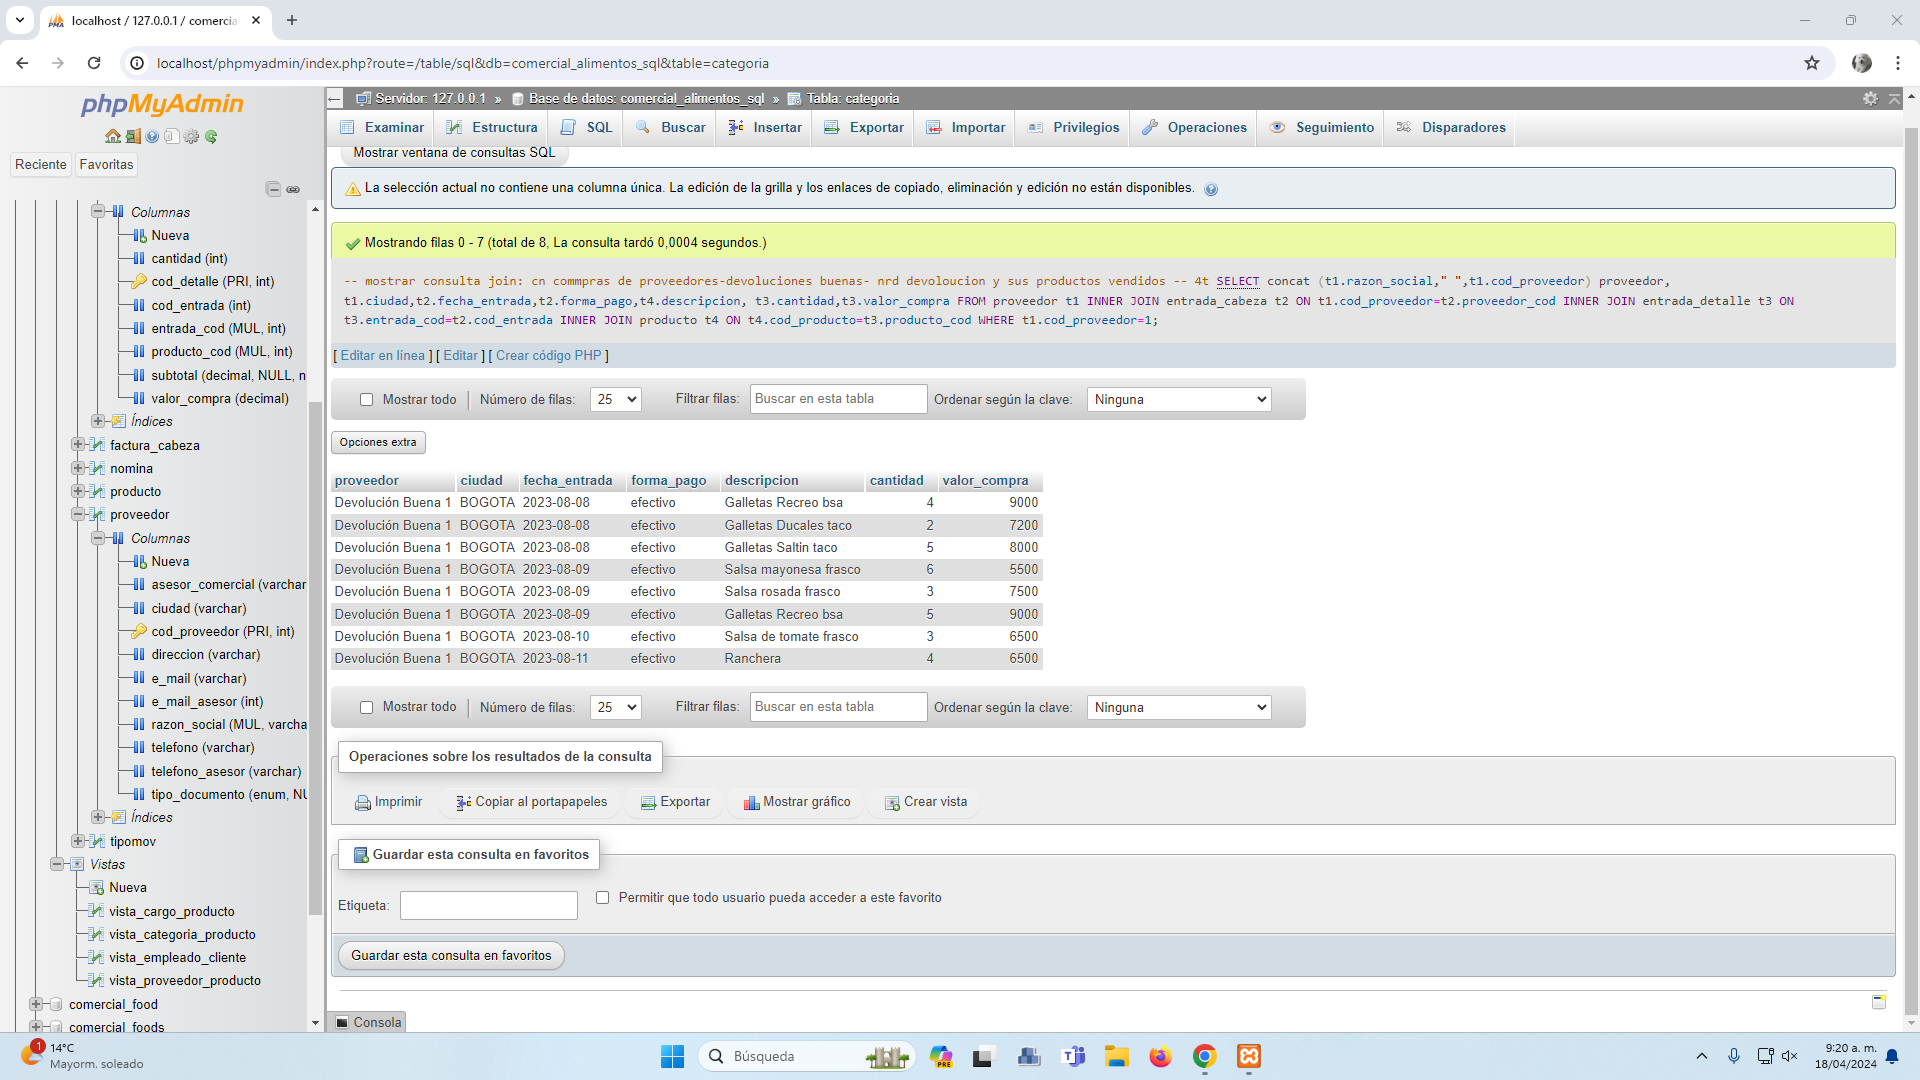 localhost / 127.0.0.1 / comercia
localhost/phpmyadmin/index.php?route=/table/sql&db=comercial_alimentos_sql&table=categoria
phpMyAdmin
Reciente
Favoritas
Columnas
Nueva
cantidad (int)
cod_detalle (PRI, int)
cod_entrada (int)
entrada_cod (MUL, int)
producto_cod (MUL, int)
subtotal (decimal, NULL, n
valor_compra (decimal)
Índices
factura_cabeza
nomina
producto
proveedor
Columnas
Nueva
asesor_comercial (varchar
ciudad (varchar)
cod_proveedor (PRI, int)
direccion (varchar)
e_mail (varchar)
e_mail_asesor (int)
razon_social (MUL, varcha
telefono (varchar)
telefono_asesor (varchar)
tipo_documento (enum, NU
Índices
tipomov
Vistas
Nueva
vista_cargo_producto
vista_categoria_producto
vista_empleado_cliente
vista_proveedor_producto
comercial_food
comercial_foods
Servidor: 127.0.0.1 » Base de datos: comercial_alimentos_sql » Tabla: categoria
Examinar Estructura SQL Buscar Insertar Exportar Importar Privilegios Operaciones Seguimiento Disparadores
Mostrar ventana de consultas SQL
La selección actual no contiene una columna única. La edición de la grilla y los enlaces de copiado, eliminación y edición no están disponibles.
Mostrando filas 0 - 7 (total de 8, La consulta tardó 0,0004 segundos.)
-- mostrar consulta join: cn commpras de proveedores-devoluciones buenas- nrd devoloucion y sus productos vendidos -- 4t SELECT concat (t1.razon_social," ",t1.cod_proveedor) proveedor,
t1.ciudad,t2.fecha_entrada,t2.forma_pago,t4.descripcion, t3.cantidad,t3.valor_compra FROM proveedor t1 INNER JOIN entrada_cabeza t2 ON t1.cod_proveedor=t2.proveedor_cod INNER JOIN entrada_detalle t3 ON
t3.entrada_cod=t2.cod_entrada INNER JOIN producto t4 ON t4.cod_producto=t3.producto_cod WHERE t1.cod_proveedor=1;
[ Editar en línea ] [ Editar ] [ Crear código PHP ]
Mostrar todo Número de filas: 25 Filtrar filas: Buscar en esta tabla Ordenar según la clave: Ninguna
Opciones extra
proveedor ciudad fecha_entrada forma_pago descripcion cantidad valor_compra
Devolución Buena 1 BOGOTA 2023-08-08 efectivo Galletas Recreo bsa 4 9000
Devolución Buena 1 BOGOTA 2023-08-08 efectivo Galletas Ducales taco 2 7200
Devolución Buena 1 BOGOTA 2023-08-08 efectivo Galletas Saltin taco 5 8000
Devolución Buena 1 BOGOTA 2023-08-09 efectivo Salsa mayonesa frasco 6 5500
Devolución Buena 1 BOGOTA 2023-08-09 efectivo Salsa rosada frasco 3 7500
Devolución Buena 1 BOGOTA 2023-08-09 efectivo Galletas Recreo bsa 5 9000
Devolución Buena 1 BOGOTA 2023-08-10 efectivo Salsa de tomate frasco 3 6500
Devolución Buena 1 BOGOTA 2023-08-11 efectivo Ranchera 4 6500
Mostrar todo Número de filas: 25 Filtrar filas: Buscar en esta tabla Ordenar según la clave: Ninguna
Operaciones sobre los resultados de la consulta
Imprimir Copiar al portapapeles Exportar Mostrar gráfico Crear vista
Guardar esta consulta en favoritos
Etiqueta: Permitir que todo usuario pueda acceder a este favorito
Guardar esta consulta en favoritos
Consola
1
14°C
Mayorm. soleado
Búsqueda
PRE
9:20 a. m.
18/04/2024